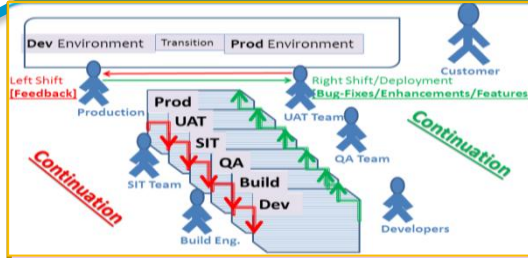 Dev Environment Transition Prod Environment
Customer
Left Shift
[Feedback]
Right Shift/Deployment
[Bug-Fixes/Enhancements/Features
Production
UAT Team
Prod
UAT
SIT
QA
Build
Dev
QA Team
SIT Team
Continuation
Continuation
Build Eng.
Developers